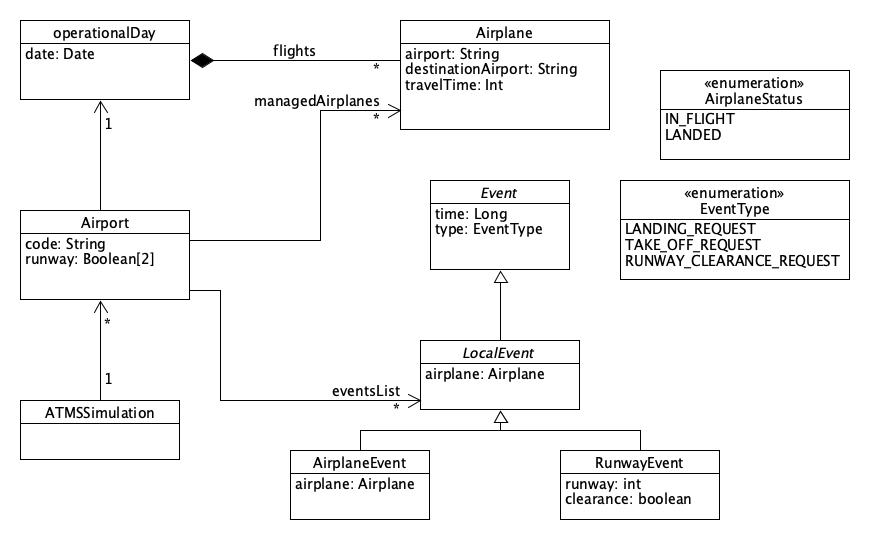 operationalDay
date: Date
flights
*
Airplane
airport: String
destinationAirport: String
travelTime: Int
managedAirplanes
*
1
«enumeration»
AirplaneStatus
IN_FLIGHT
LANDED
Event
time: Long
type: EventType
«enumeration»
EventType
LANDING_REQUEST
TAKE_OFF_REQUEST
RUNWAY_CLEARANCE_REQUEST
Airport
code: String
runway: Boolean[2]
*
1
LocalEvent
airplane: Airplane
eventsList
*
ATMSSimulation
AirplaneEvent
airplane: Airplane
RunwayEvent
runway: int
clearance: boolean